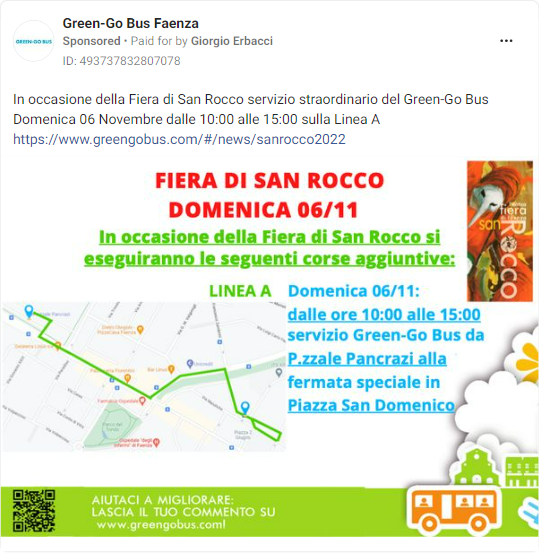 Green-Go Bus Faenza
Sponsored • Paid for by Giorgio Erbacci
ID: 493737832807078
GREEN-GO BUS
In occasione della Fiera di San Rocco servizio straordinario del Green-Go Bus
Domenica 06 Novembre dalle 10:00 alle 15:00 sulla Linea A
https://www.greengobus.com/#/news/sanrocco2022
FIERA DI SAN ROCCO
DOMENICA 06/11
In occasione della Fiera di San Rocco si
eseguiranno le seguenti corse aggiuntive:
fiera
san
Rocco
LINEA A
Domenica 06/11:
dalle ore 10:00 alle 15:00
servizio Green-Go Bus da
P.zzale Pancrazi alla
fermata speciale in
Piazza San Domenico
AIUTACI A MIGLIORARE:
LASCIA IL TUO COMMENTO SU
www.greengobus.com!